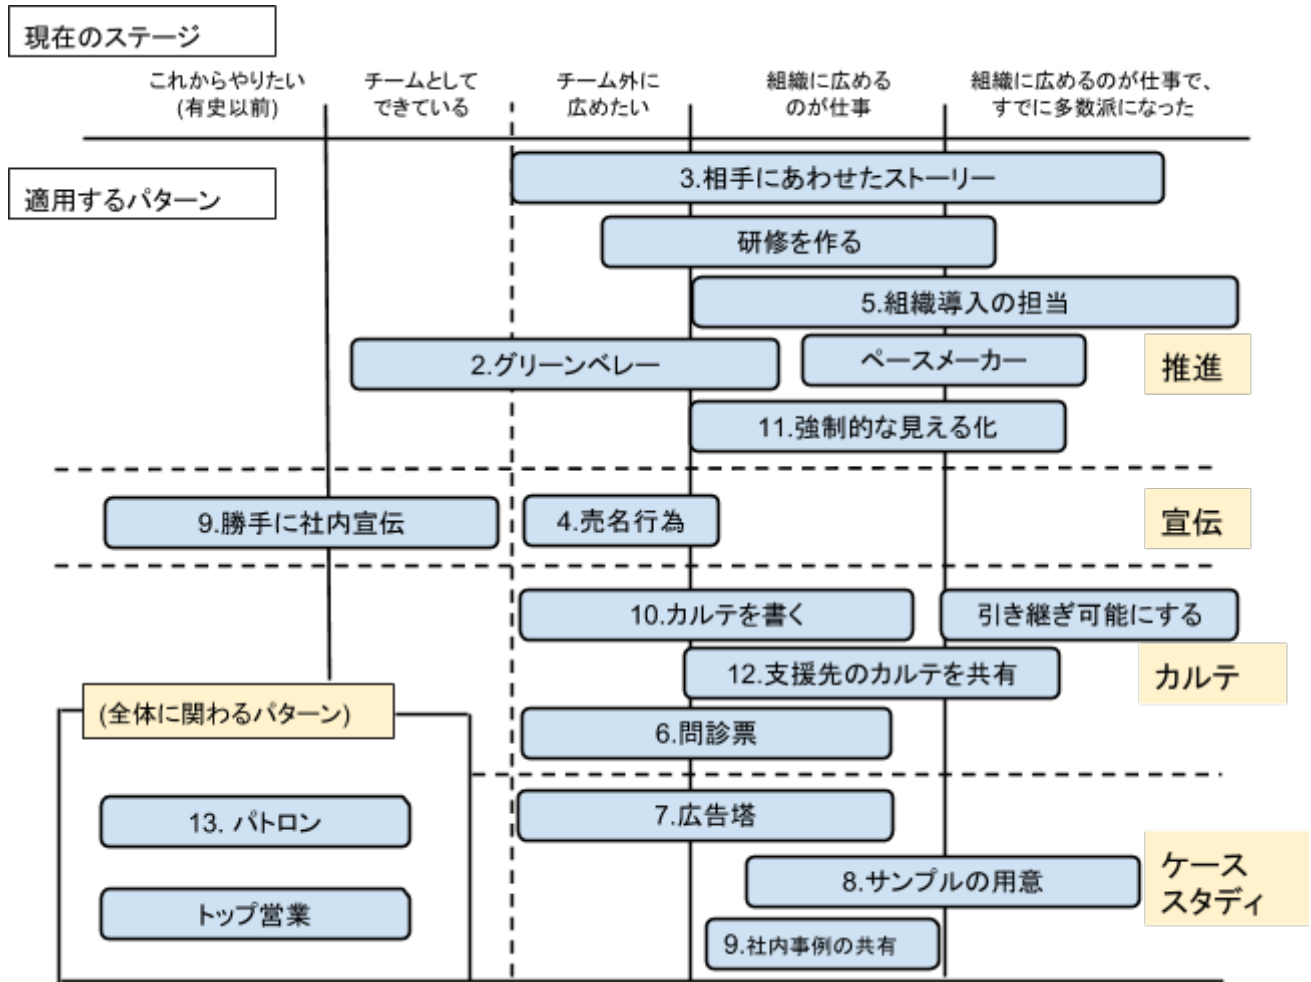 現在のステージ
これからやりたい
(有史以前)
チームとして
できている
チーム外に
広めたい
組織に広める
のが仕事
組織に広めるのが仕事で、
すでに多数派になった
適用するパターン
3.相手にあわせたストーリー
研修を作る
5.組織導入の担当
2.グリーンベレー
ペースメーカー
推進
11.強制的な見える化
9.勝手に社内宣伝
4.売名行為
宣伝
10.カルテを書く
引き継ぎ可能にする
12.支援先のカルテを共有
カルテ
(全体に関わるパターン)
6.問診票
13. パトロン
7.広告塔
8.サンプルの用意
ケース
スタディ
トップ営業
9.社内事例の共有